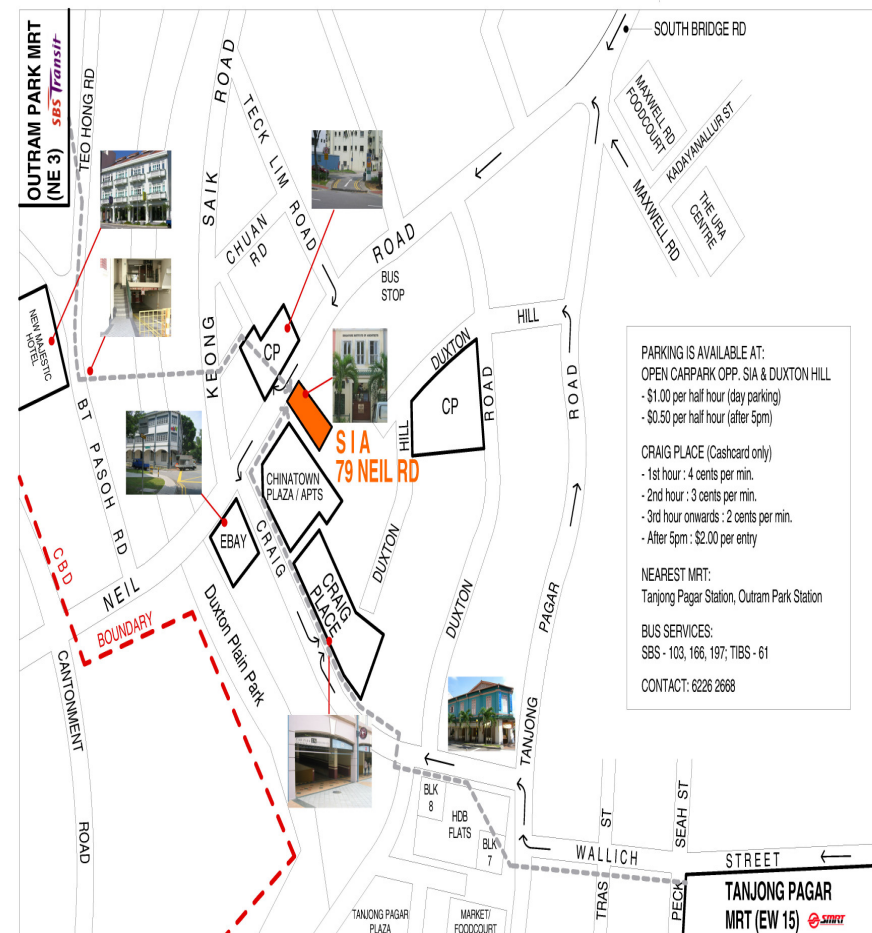 OUTRAM PARK MRT
(NE 3)
SBS Transit
TEO HONG RD
SAIK
ROAD
TECK LIM ROAD
CHUAN
RD
ROAD
BUS
STOP
SOUTH BRIDGE RD
MAXWELL RD
FOODCOURT
KADAYANALLUR ST
THE URA
CENTRE
MAXWELL RD
NEW MAJESTIC
HOTEL
KEONG
CP
DUXTON
HILL
CP
ROAD
ROAD
HILL
SIA
79 NEIL RD
CHINATOWN
PLAZA / APTS
BT PASOH RD
EBAY
CRAIG
CRAIG
PLACE
DUXTON
DUXTON
PAGAR
TANJONG
CBD
BOUNDARY
NEIL
Duxton Plain Park
CANTONMENT
ROAD
PARKING IS AVAILABLE AT:
OPEN CARPARK OPP. SIA & DUXTON HILL
- $1.00 per half hour (day parking)
- $0.50 per half hour (after 5pm)
CRAIG PLACE (Cashcard only)
- 1st hour : 4 cents per min.
- 2nd hour : 3 cents per min.
- 3rd hour onwards : 2 cents per min.
- After 5pm : $2.00 per entry
NEAREST MRT:
Tanjong Pagar Station, Outram Park Station
BUS SERVICES:
SBS - 103, 166, 197; TIBS - 61
CONTACT: 6226 2668
BLK
8
HDB
FLATS
BLK
7
WALLICH
STREET
TRAS
ST
PECK
SEAH ST
TANJONG PAGAR
PLAZA
MARKET/
FOODCOURT
TANJONG PAGAR
MRT (EW 15)
SMRT